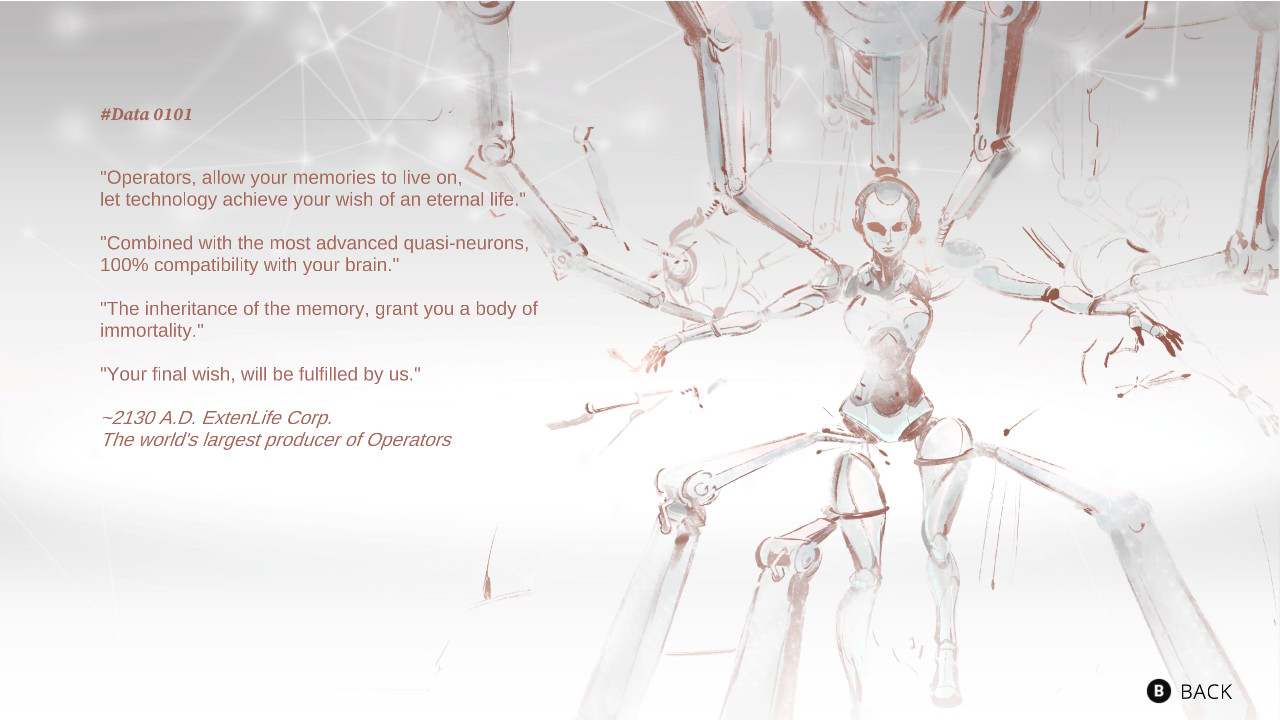 #Data 0101
"Operators, allow your memories to live on,
let technology achieve your wish of an eternal life."
"Combined with the most advanced quasi-neurons,
100% compatibility with your brain."
"The inheritance of the memory, grant you a body of
immortality."
"Your final wish, will be fulfilled by us."
~2130 A.D. ExtenLife Corp.
The world's largest producer of Operators
B BACK